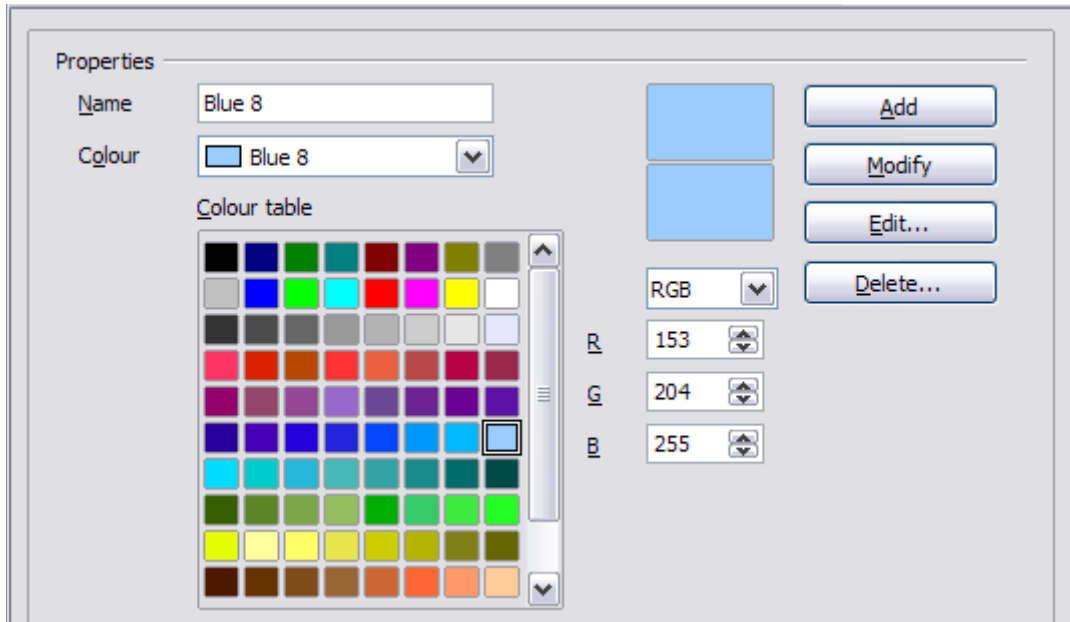 Properties
Name Blue 8 Add
Colour Blue 8 Modify
Colour table Edit...
RGB Delete...
R 153
G 204
B 255